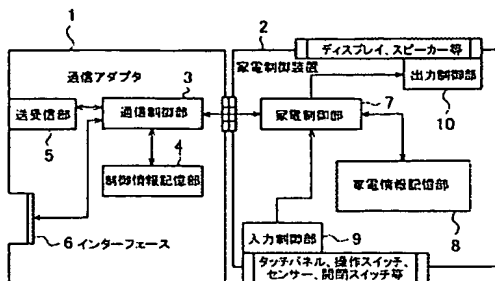 1
通信アダプタ
3
送受信部
通信制御部
5
4
制御情報記憶部
6 インターフェース
2
ディスプレイ、スピーカー等
家電制御装置
出力制御部
10
家電制御部
7
家電情報記憶部
8
入力制御部
9
タッチパネル、操作スイッチ、
センサー、開閉スイッチ等